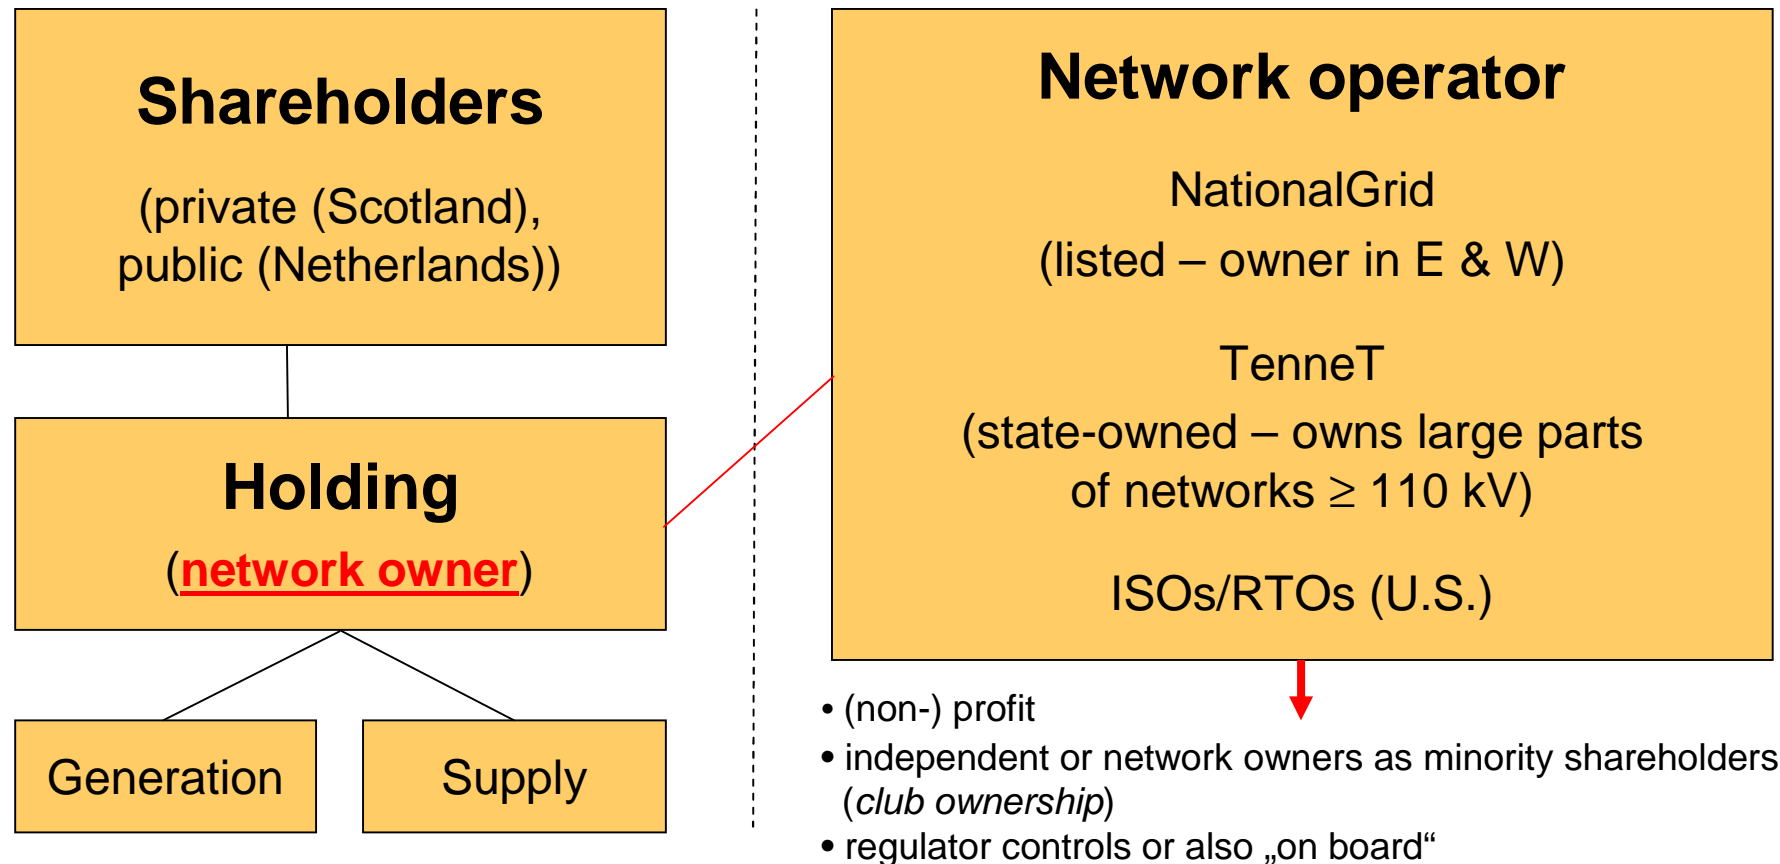 Shareholders
(private (Scotland),
public (Netherlands))
Holding
(network owner)
Generation
Supply
Network operator
NationalGrid
(listed – owner in E & W)
TenneT
(state-owned – owns large parts
of networks ≥ 110 kV)
ISOs/RTOs (U.S.)
• (non-) profit
• independent or network owners as minority shareholders
(club ownership)
• regulator controls or also „on board“